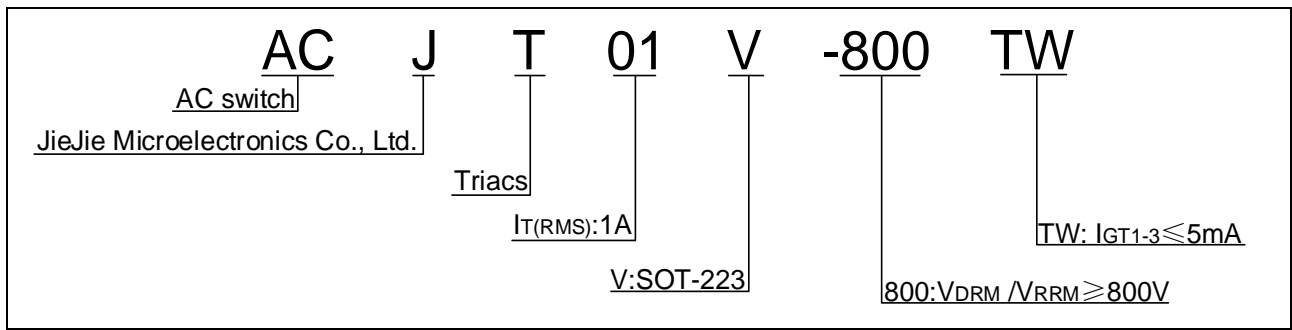 AC J T 01 V -800 TW
AC switch
JieJie Microelectronics Co., Ltd.
Triacs
IT(RMS):1A
TW: IGT1-3≤5mA
V:SOT-223
800:VDRM /VRRM≥800V